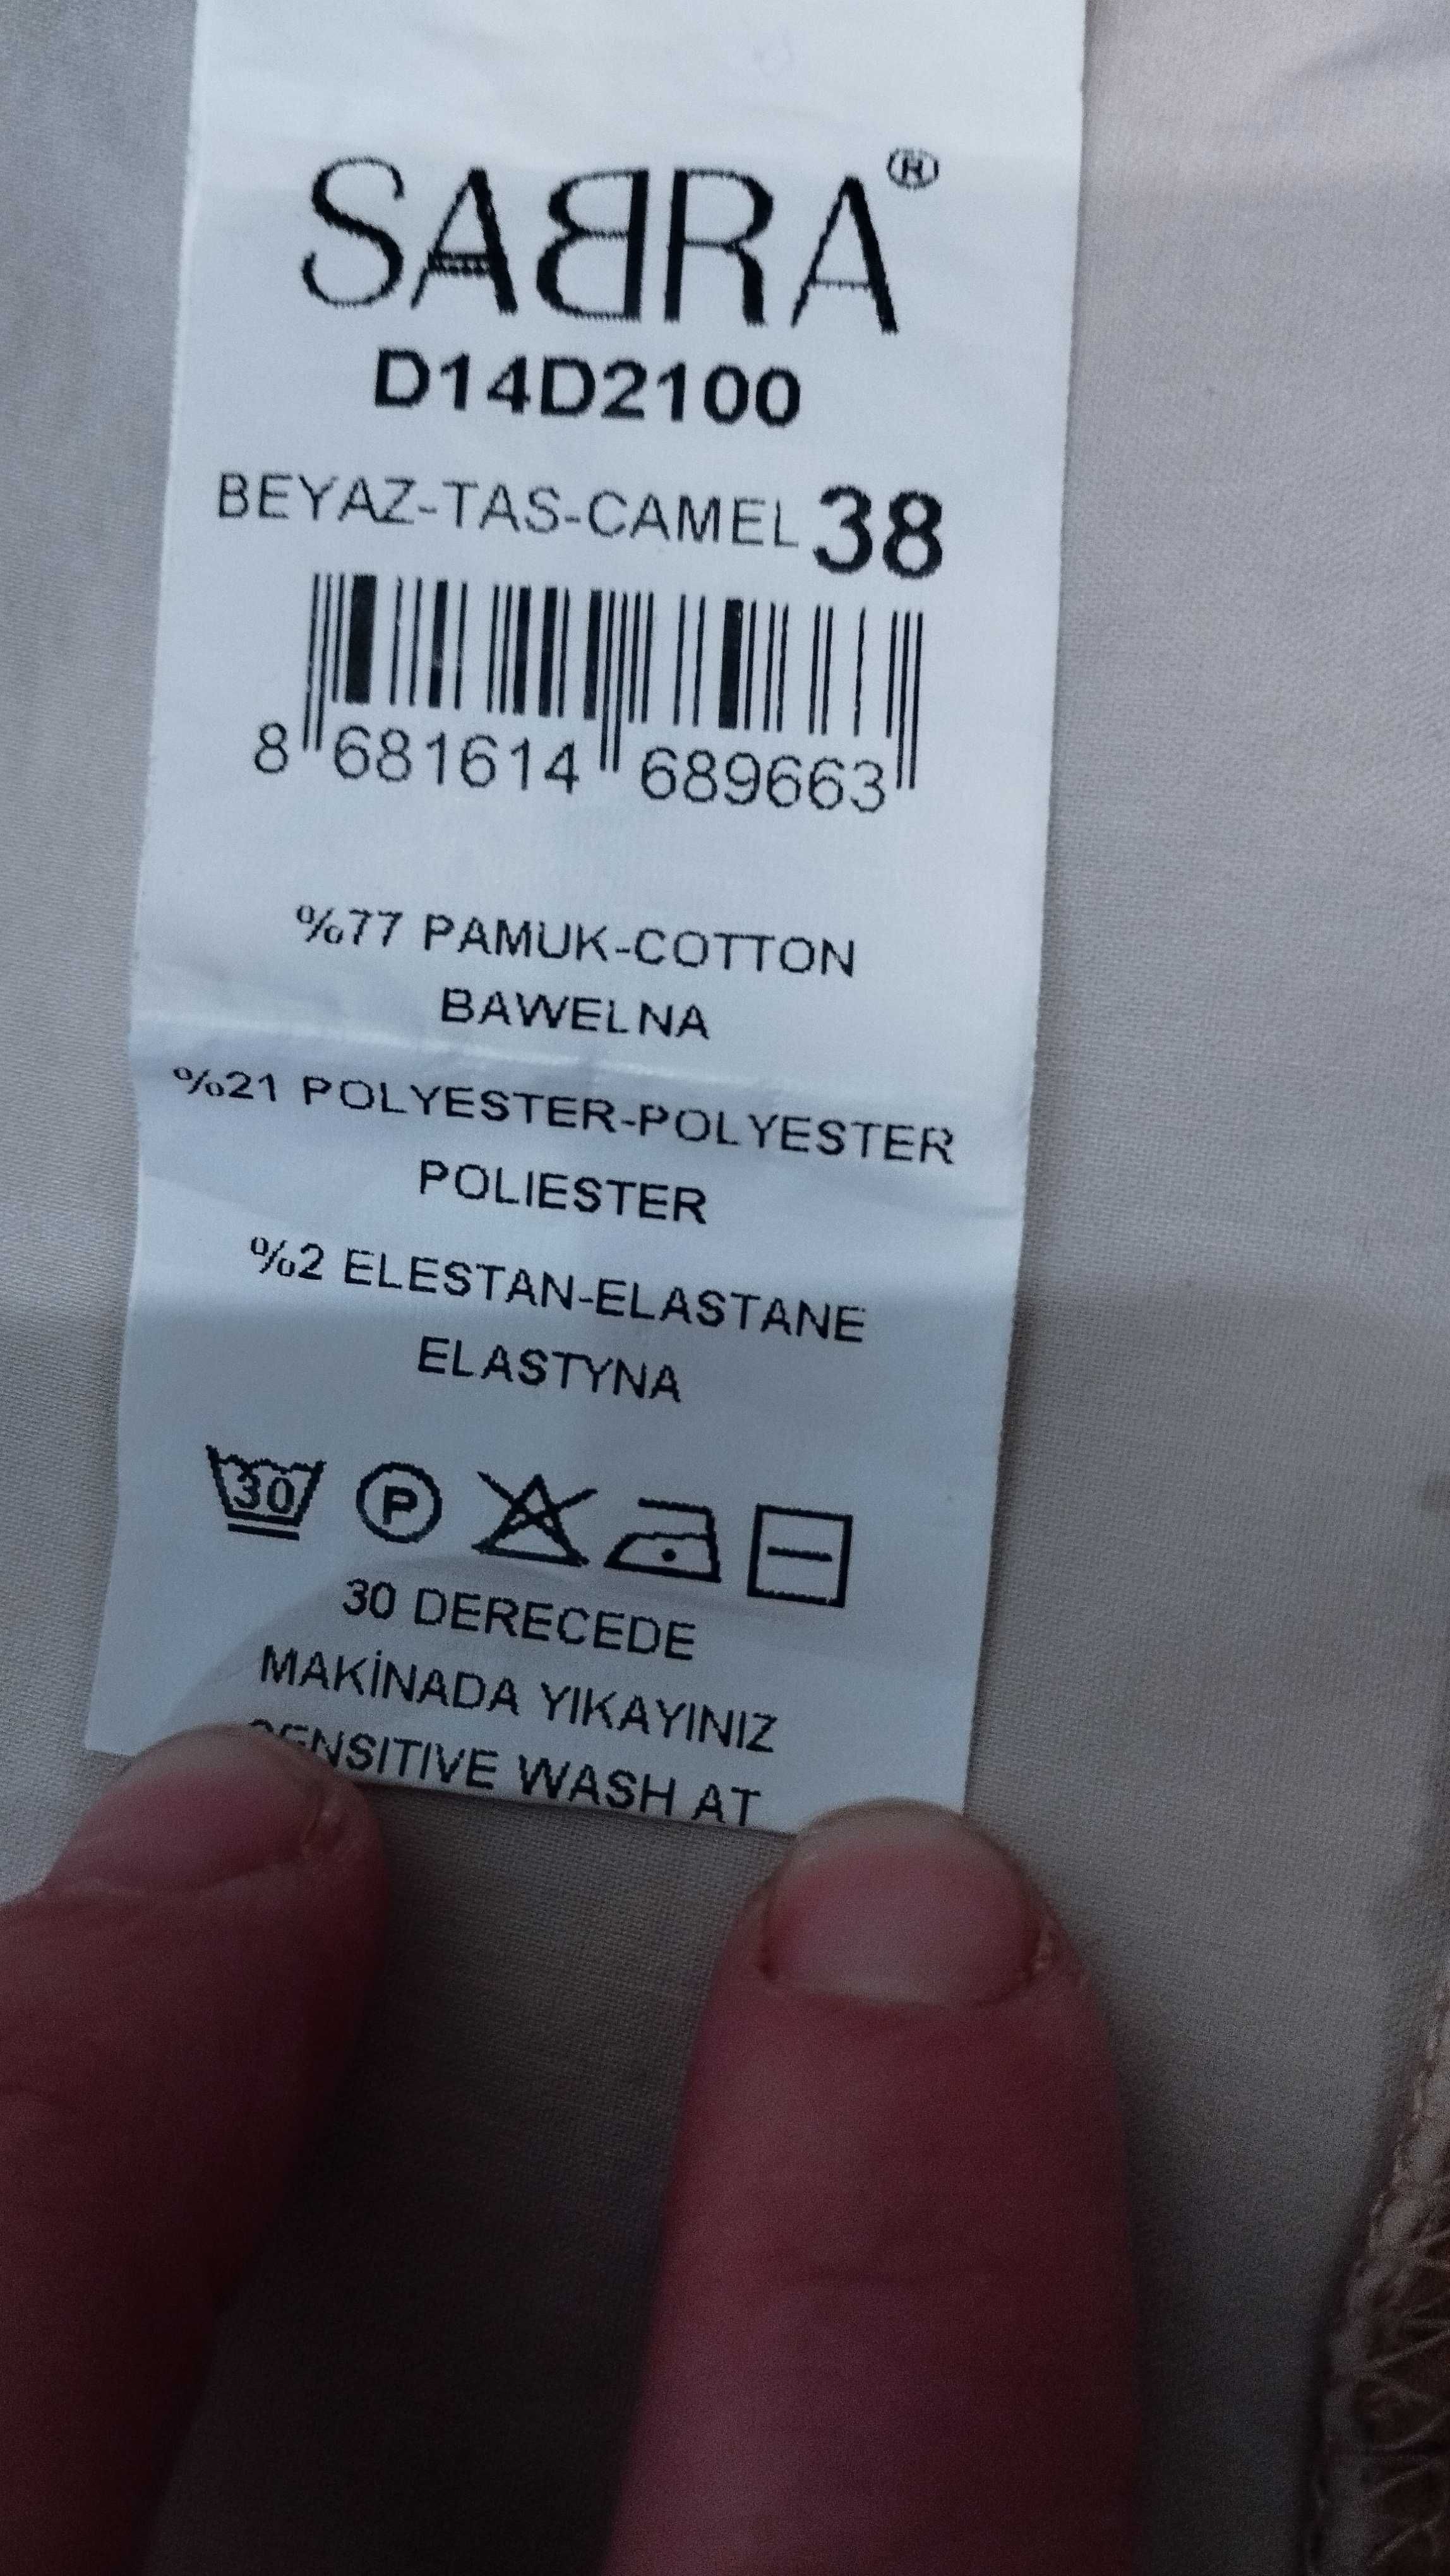 SABRA®
D14D2100
BEYAZ-TAS-CAMEL 38
8 681614 689663
%77 PAMUK-COTTON
BAWELNA
%21 POLYESTER-POLYESTER
POLIESTER
%2 ELESTAN-ELASTANE
ELASTYNA
30 P
30 DERECEDE
MAKİNADA YIKAYINIZ
SENSITIVE WASH AT